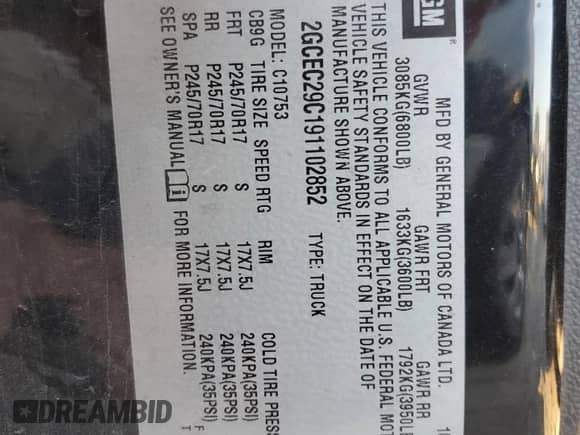 GM
MFD BY GENERAL MOTORS OF CANADA LTD.
GVWR GAWR FRT GAWR RR
3085KG(6800LB) 1633KG(3600LB) 1792KG(3950LB
THIS VEHICLE CONFORMS TO ALL APPLICABLE U.S. FEDERAL MOT
VEHICLE SAFETY STANDARDS IN EFFECT ON THE DATE OF
MANUFACTURE SHOWN ABOVE.
2GCEC29C191102852 TYPE: TRUCK
MODEL: C10753
CB9G TIRE SIZE SPEED RTG RIM COLD TIRE PRES
FRT P245/70R17 S 17X7.5J 240KPA(35PSI)
RR P245/70R17 S 17X7.5J 240KPA(35PSI)
SPA P245/70R17 S 17X7.5J 240KPA(35PSI)
SEE OWNER'S MANUAL FOR MORE INFORMATION.
DREAMBID